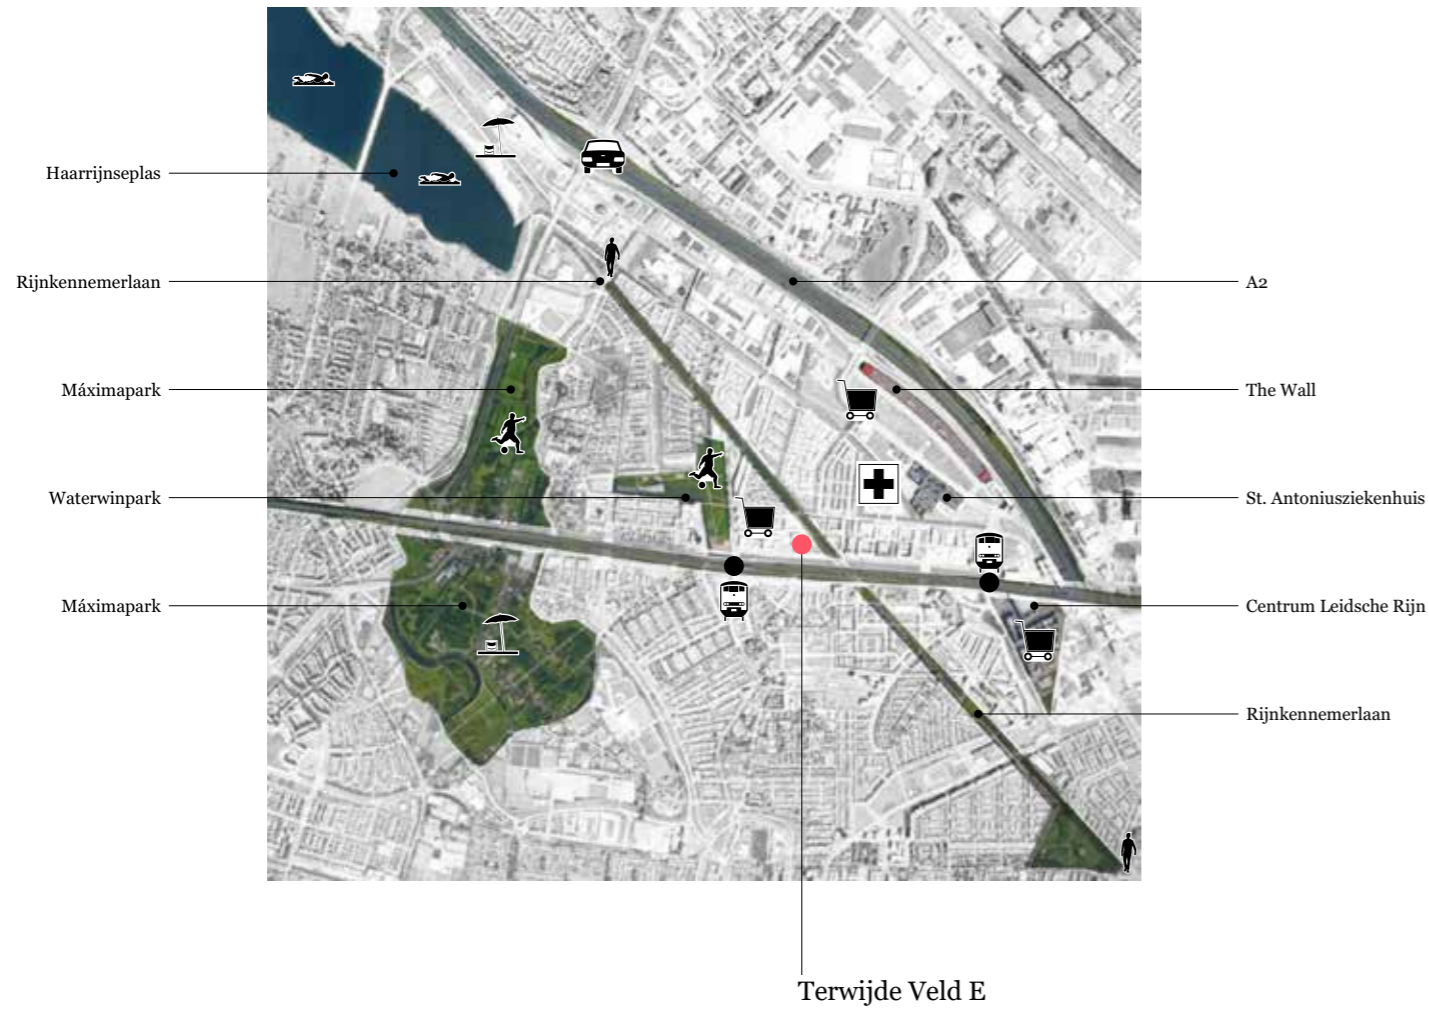 Haarrijnseplas
Rijnkennemerlaan
Máximapark
Waterwinpark
Máximapark
A2
The Wall
St. Antoniusziekenhuis
Centrum Leidsche Rijn
Rijnkennemerlaan
Terwijde Veld E